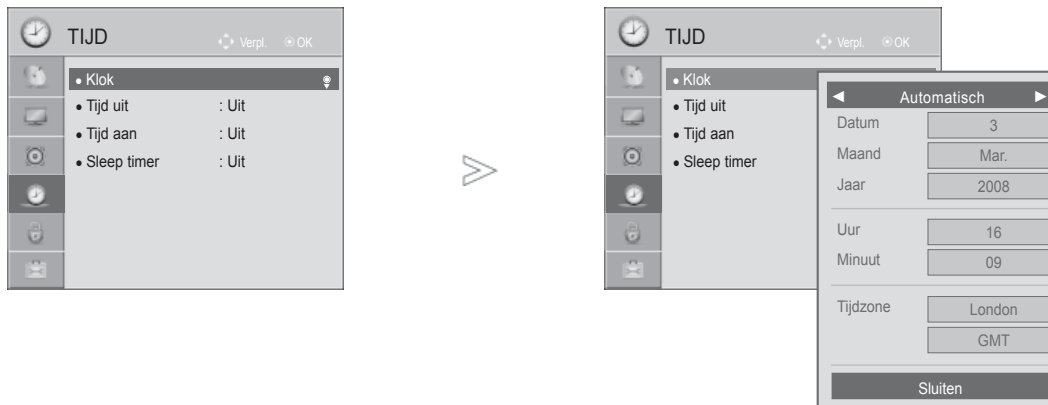 TIJD Verpl. OK
• Klok
• Tijd uit : Uit
• Tijd aan : Uit
• Sleep timer : Uit
TIJD Verpl. OK
• Klok
• Tijd uit
• Tijd aan
• Sleep timer
◄ Automatisch ►
Datum 3
Maand Mar.
Jaar 2008
Uur 16
Minuut 09
Tijdzone London
GMT
Sluiten